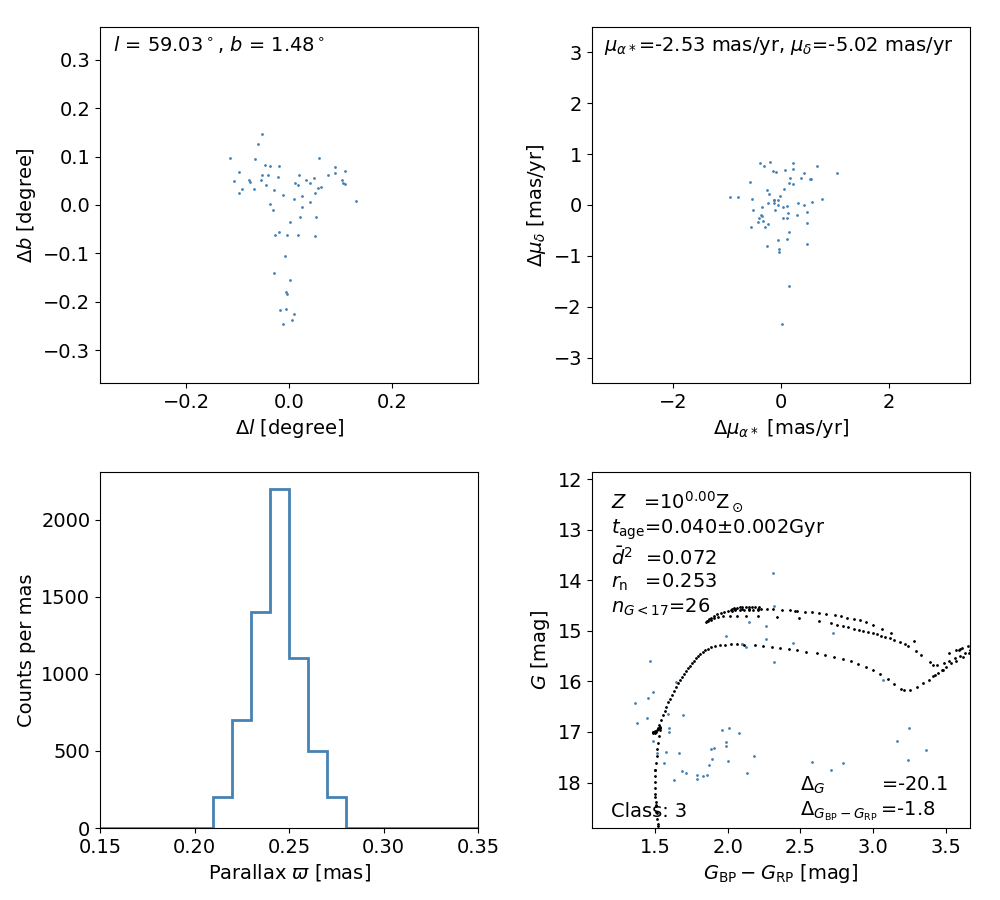 l = 59.03°, b = 1.48°
0.3
0.2
0.1
0.0
−0.1
−0.2
−0.3
Δb [degree]
−0.2 0.0 0.2
Δl [degree]
μα*=-2.53 mas/yr, μδ=-5.02 mas/yr
3
2
1
0
−1
−2
−3
Δμδ [mas/yr]
−2 0 2
Δμα* [mas/yr]
2000
1500
1000
500
0
Counts per mas
0.15 0.20 0.25 0.30 0.35
Parallax ϖ [mas]
12
13
14
15
16
17
18
G [mag]
Z =10^0.00 Z⊙
t_age=0.040±0.002Gyr
d̄² =0.072
r_n =0.253
n_G<17=26
Δ_G =-20.1
Δ_G_BP−G_RP =-1.8
Class: 3
1.5 2.0 2.5 3.0 3.5
G_BP − G_RP [mag]